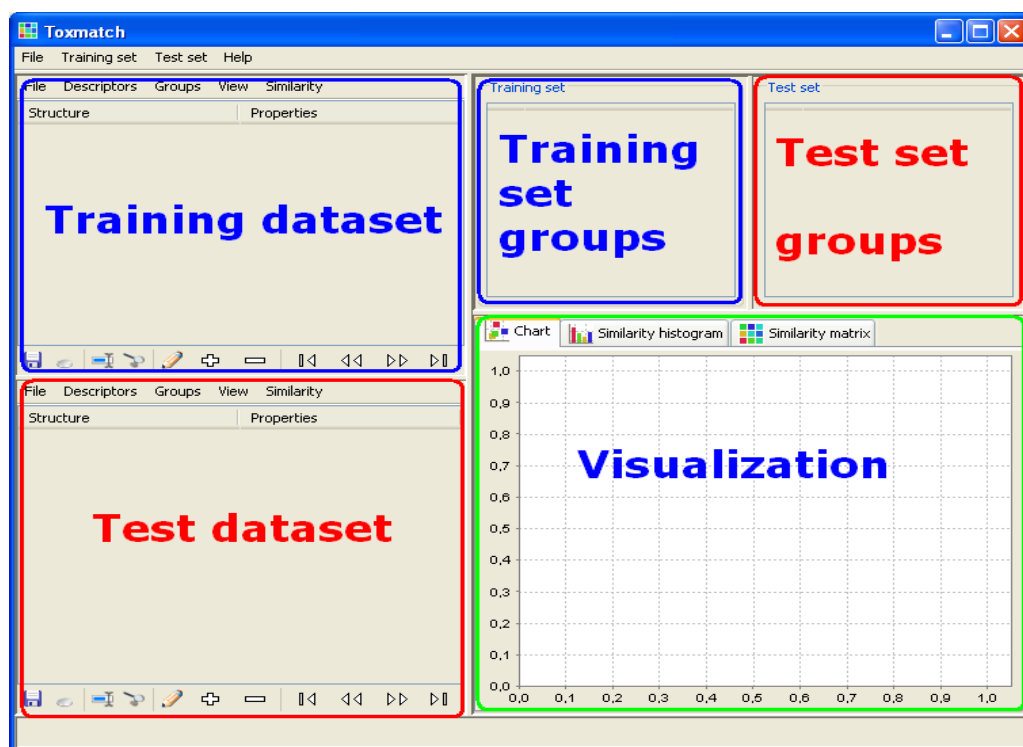 Toxmatch
File Training set Test set Help
File Descriptors Groups View Similarity
Structure Properties
Training dataset
File Descriptors Groups View Similarity
Structure Properties
Test dataset
Training set
Training
set
groups
Test set
Test set
groups
Chart Similarity histogram Similarity matrix
Visualization
1,0
0,9
0,8
0,7
0,6
0,5
0,4
0,3
0,2
0,1
0,0
0,0 0,1 0,2 0,3 0,4 0,5 0,6 0,7 0,8 0,9 1,0